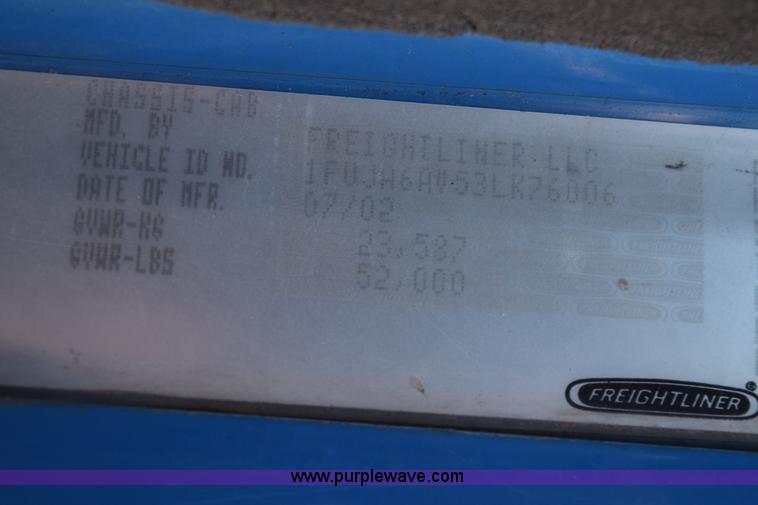 CHASSIS-CAB
MFD. BY FREIGHTLINER LLC
VEHICLE ID NO. 1FUJA6AV53LK76006
DATE OF MFR. 07/02
GVWR-KG 23,587
GVWR-LBS 52,000
FREIGHTLINER®
www.purplewave.com